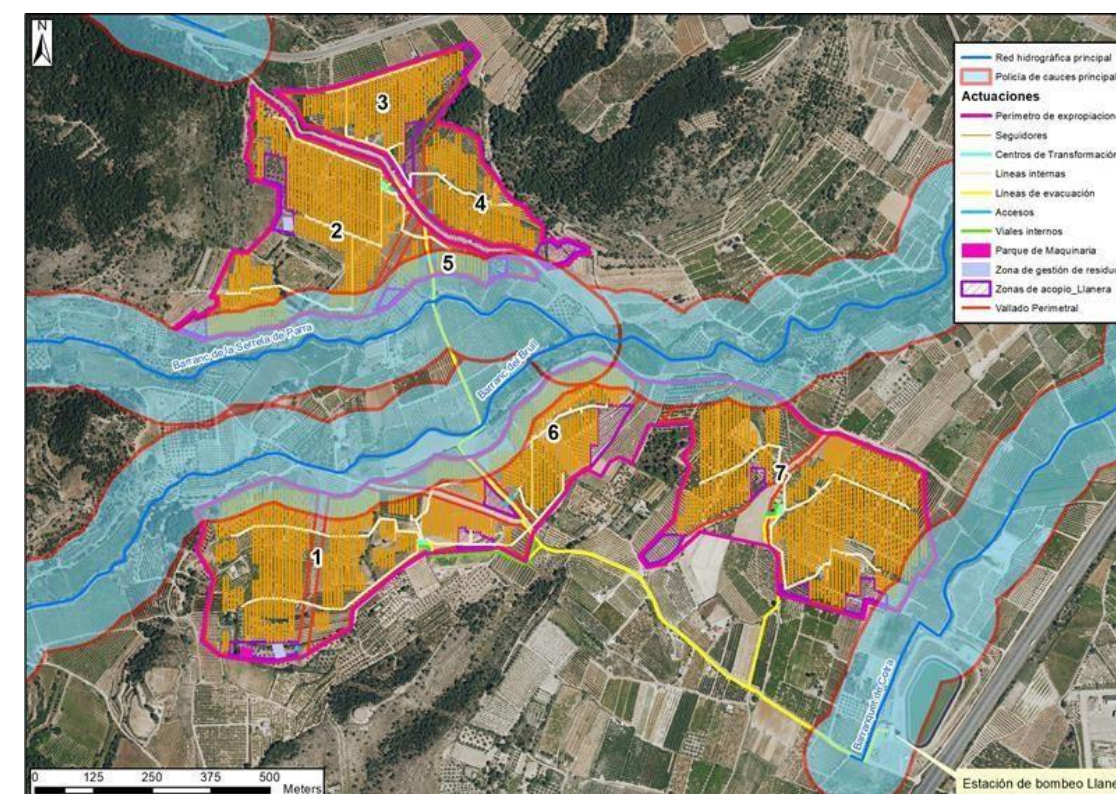 N
Red hidrográfica principal
Policía de cauces principal
Actuaciones
Perímetro de expropiacion
Seguidores
Centros de Transformación
Líneas internas
Líneas de evacuación
Accesos
Viales internos
Parque de Maquinaria
Zona de gestión de residu
Zonas de acopio_Llanera
Vallado Perimetral
3
4
2
5
Barranc de la Serreta de Parra
Barranc del Brull
6
7
1
Barranquet de Coira
0 125 250 375 500
Meters
Estación de bombeo Llane